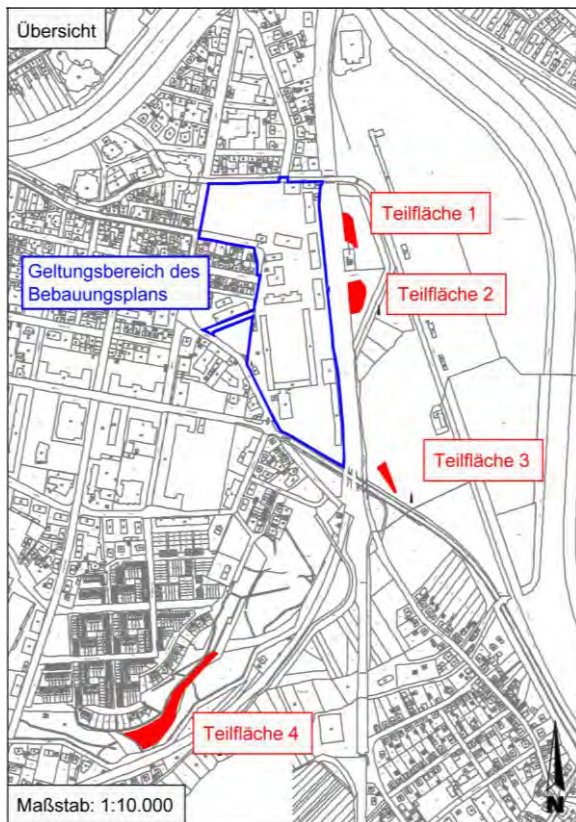 Übersicht
Teilfläche 1
Geltungsbereich des
Bebauungsplans
Teilfläche 2
Teilfläche 3
Teilfläche 4
Maßstab: 1:10.000
N